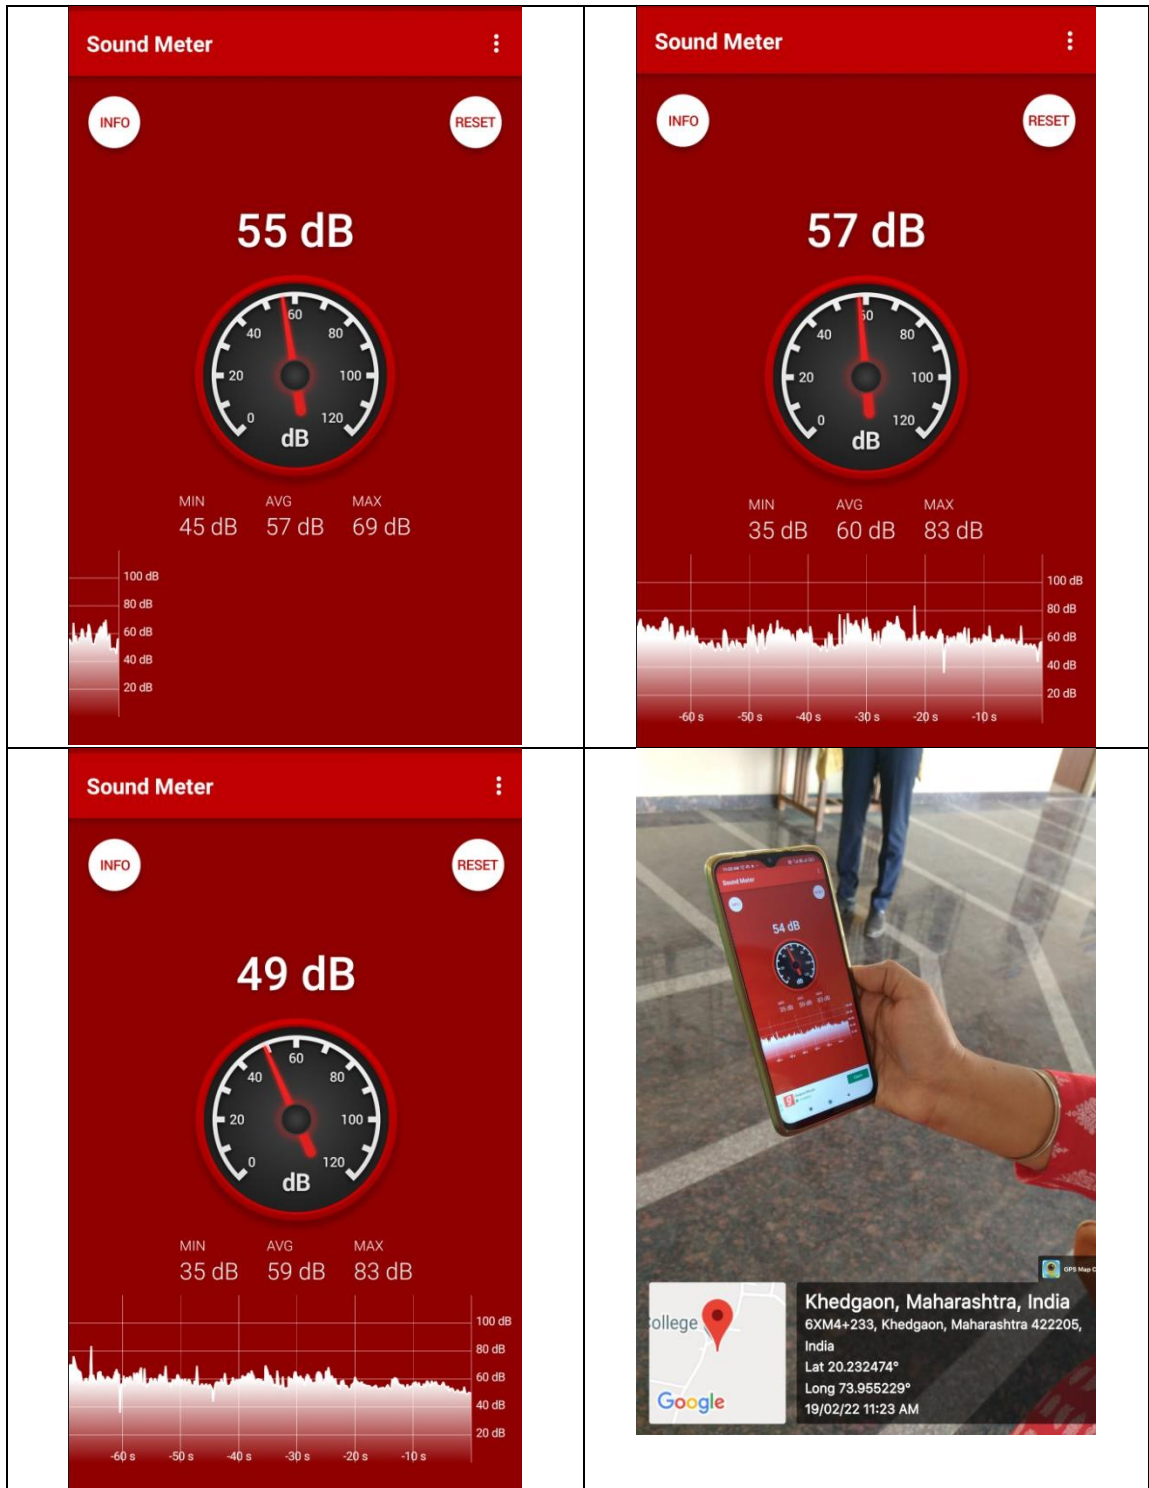 Sound Meter
INFO RESET
55 dB
0 20 40 60 80 100 120
dB
MIN AVG MAX
45 dB 57 dB 69 dB
100 dB
80 dB
60 dB
40 dB
20 dB
Sound Meter
INFO RESET
57 dB
0 20 40 60 80 100 120
dB
MIN AVG MAX
35 dB 60 dB 83 dB
100 dB
80 dB
60 dB
40 dB
20 dB
-60 s -50 s -40 s -30 s -20 s -10 s
Sound Meter
INFO RESET
49 dB
0 20 40 60 80 100 120
dB
MIN AVG MAX
35 dB 59 dB 83 dB
100 dB
80 dB
60 dB
40 dB
20 dB
-60 s -50 s -40 s -30 s -20 s -10 s
Sound Meter
54 dB
dB
GPS Map C
ollege
Google
Khedgaon, Maharashtra, India
6XM4+233, Khedgaon, Maharashtra 422205,
India
Lat 20.232474°
Long 73.955229°
19/02/22 11:23 AM